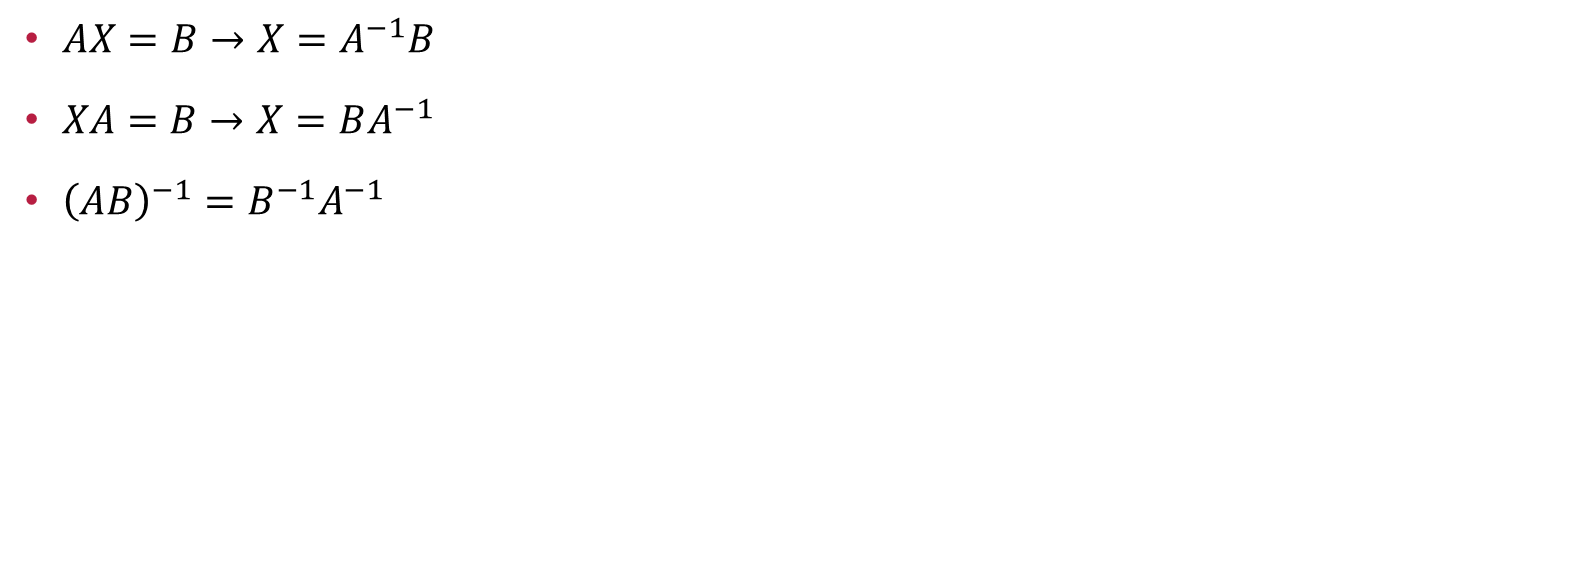 • AX = B → X = A⁻¹B
• XA = B → X = BA⁻¹
• (AB)⁻¹ = B⁻¹A⁻¹